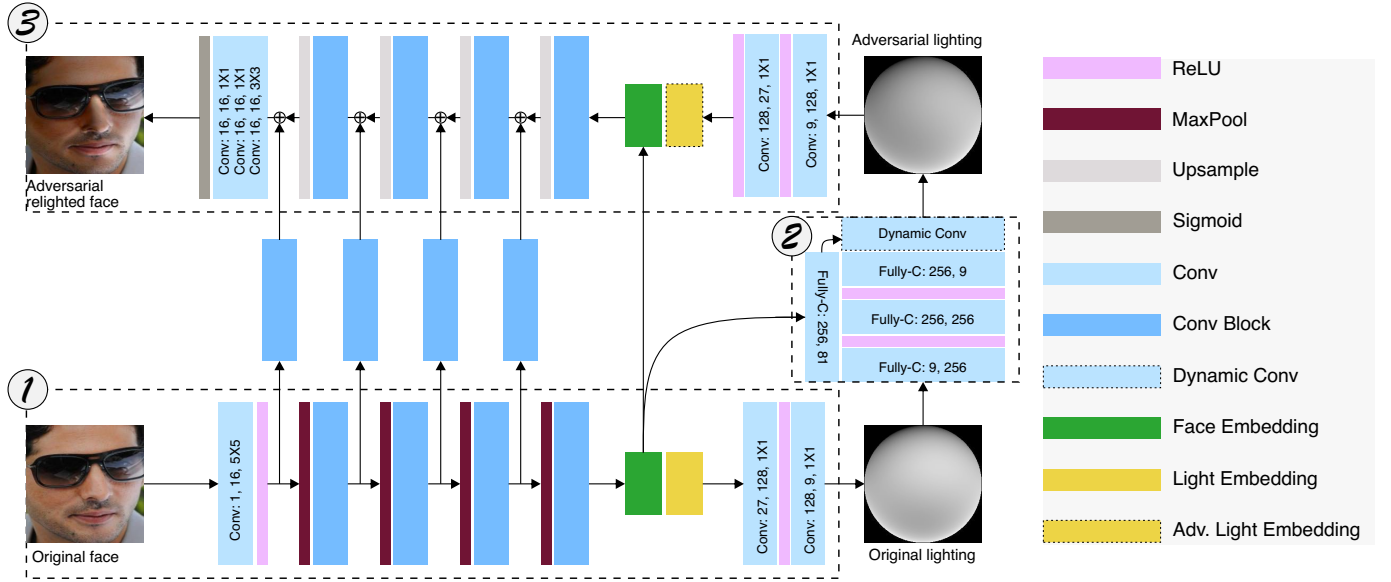 3
Adversarial
relighted face
Conv: 16, 16, 1X1
Conv: 16, 16, 1X1
Conv: 16, 16, 3X3
Conv: 128, 27, 1X1
Conv: 9, 128, 1X1
Adversarial lighting
2
Dynamic Conv
Fully-C: 256, 9
Fully-C: 256, 256
Fully-C: 9, 256
Fully-C: 256, 81
1
Original face
Conv: 1, 16, 5X5
Conv: 27, 128, 1X1
Conv: 128, 9, 1X1
Original lighting
ReLU
MaxPool
Upsample
Sigmoid
Conv
Conv Block
Dynamic Conv
Face Embedding
Light Embedding
Adv. Light Embedding